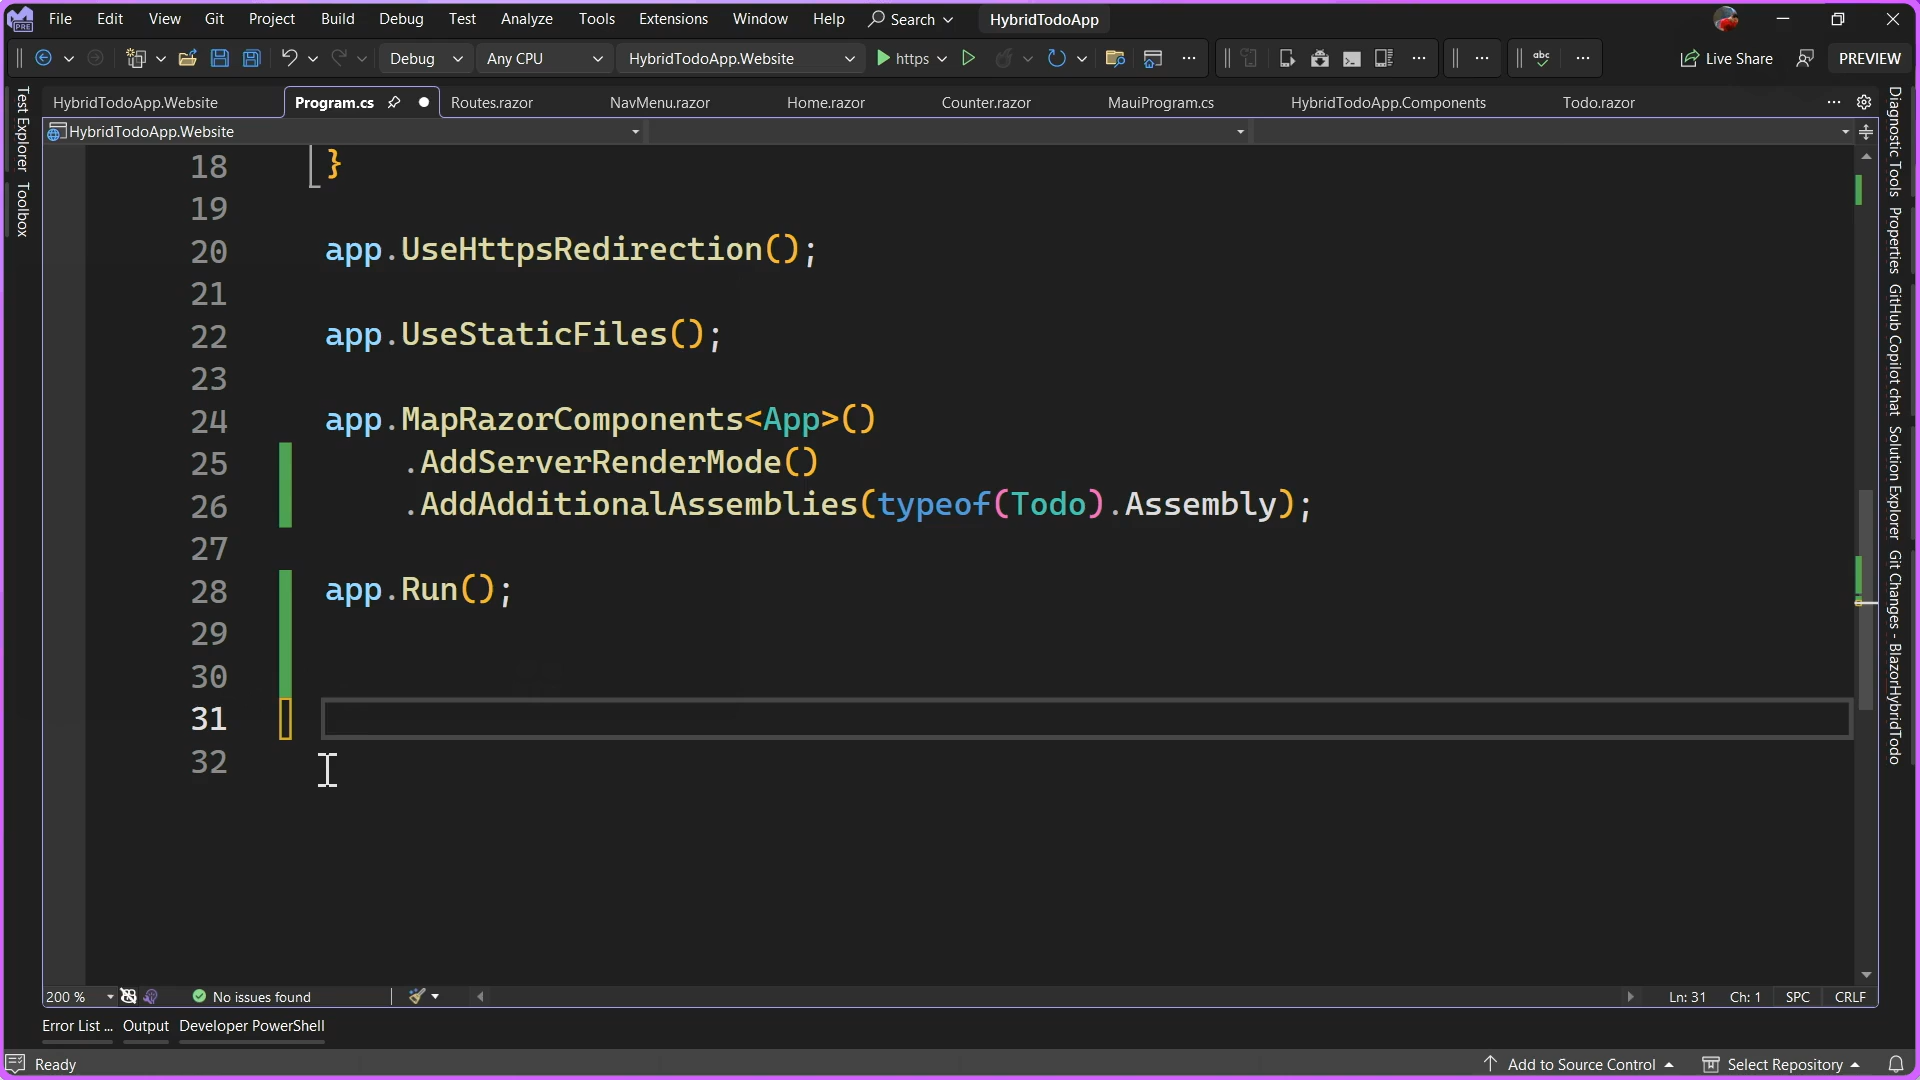 File Edit View Git Project Build Debug Test Analyze Tools Extensions Window Help Search HybridTodoApp
Debug Any CPU HybridTodoApp.Website https abc Live Share PREVIEW
HybridTodoApp.Website Program.cs Routes.razor NavMenu.razor Home.razor Counter.razor MauiProgram.cs HybridTodoApp.Components Todo.razor
HybridTodoApp.Website
Test Explorer
Toolbox
18 }
19
20 app.UseHttpsRedirection();
21
22 app.UseStaticFiles();
23
24 app.MapRazorComponents<App>()
25 .AddServerRenderMode()
26 .AddAdditionalAssemblies(typeof(Todo).Assembly);
27
28 app.Run();
29
30
31
32
Diagnostic Tools
Properties
GitHub Copilot chat
Solution Explorer
Git Changes - BlazorHybridTodo
200 % No issues found Ln: 31 Ch: 1 SPC CRLF
Error List ... Output Developer PowerShell
Ready Add to Source Control Select Repository